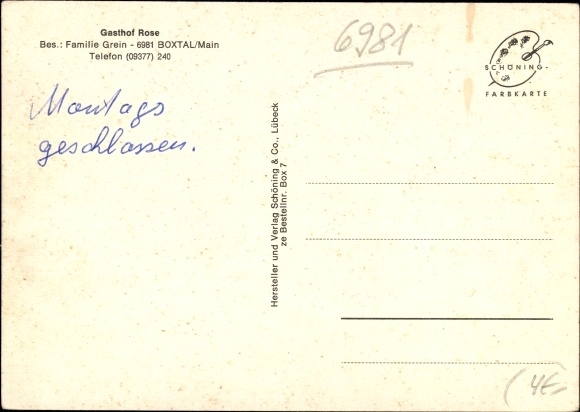 Gasthof Rose
Bes.: Familie Grein - 6981 BOXTAL/Main
Telefon (09377) 240
Montags
geschlossen.
6981
SCHÖNING-
FARBKARTE
Hersteller und Verlag Schöning & Co., Lübeck
ze Bestellnr. Box 7
(4€